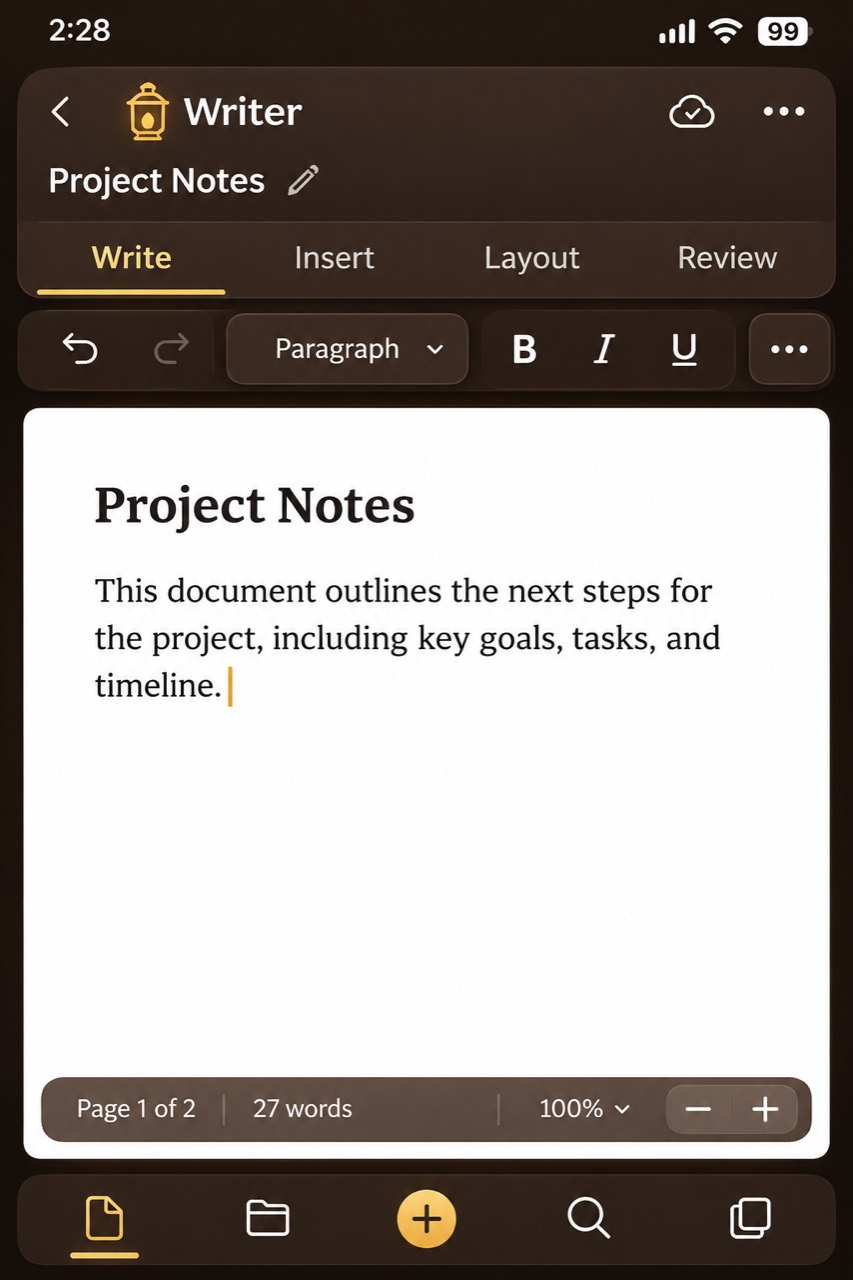 2:28
99
Writer
Project Notes
Write Insert Layout Review
Paragraph B I U
Project Notes
This document outlines the next steps for
the project, including key goals, tasks, and
timeline.
Page 1 of 2 27 words 100%